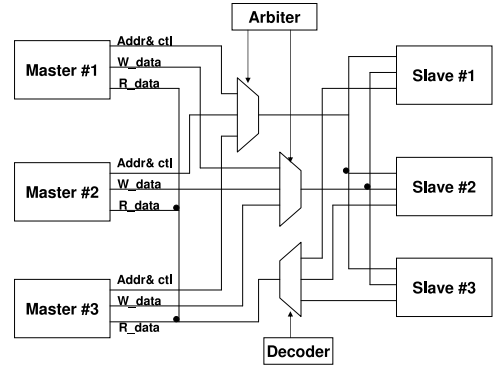 Arbiter
Master #1
Addr& ctl
W_data
R_data
Slave #1
Master #2
Addr& ctl
W_data
R_data
Slave #2
Master #3
Addr& ctl
W_data
R_data
Slave #3
Decoder